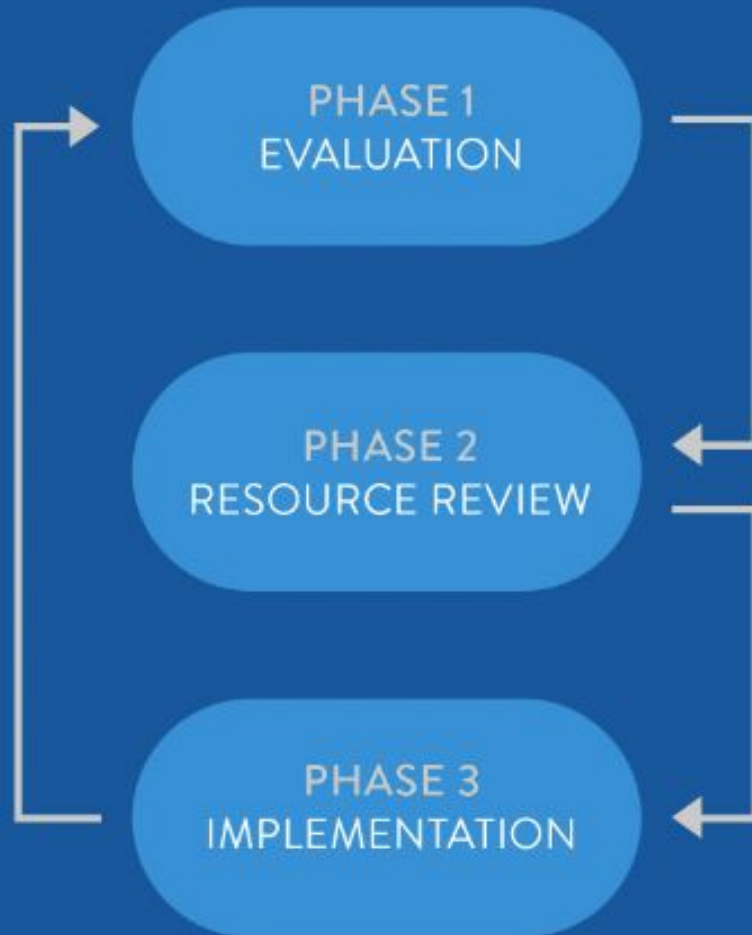 PHASE 1
EVALUATION
PHASE 2
RESOURCE REVIEW
PHASE 3
IMPLEMENTATION